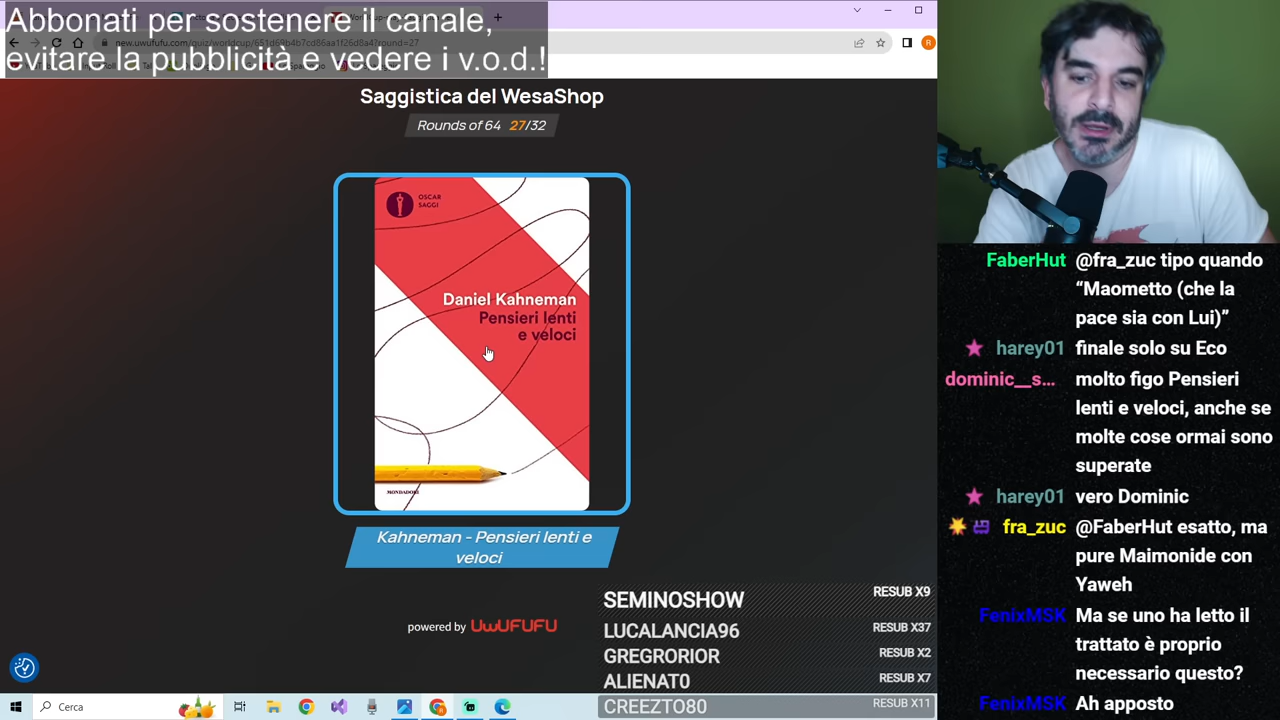 Abbonati per sostenere il canale,
evitare la pubblicità e vedere i v.o.d.!
Saggistica del WesaShop
Rounds of 64 27/32
OSCAR
SAGGI
Daniel Kahneman
Pensieri lenti
e veloci
MONDADORI
Kahneman - Pensieri lenti e
veloci
powered by UwUFUFU
SEMINOSHOW RESUB X9
LUCALANCIA96 RESUB X37
GREGRORIOR RESUB X2
ALIENAT0 RESUB X7
CREEZTO80 RESUB X11
Cerca
FaberHut @fra_zuc tipo quando
“Maometto (che la
pace sia con Lui)”
harey01 finale solo su Eco
dominic__s... molto figo Pensieri
lenti e veloci, anche se
molte cose ormai sono
superate
harey01 vero Dominic
fra_zuc @FaberHut esatto, ma
pure Maimonide con
Yaweh
FenixMSK Ma se uno ha letto il
trattato è proprio
necessario questo?
FenixMSK Ah apposto